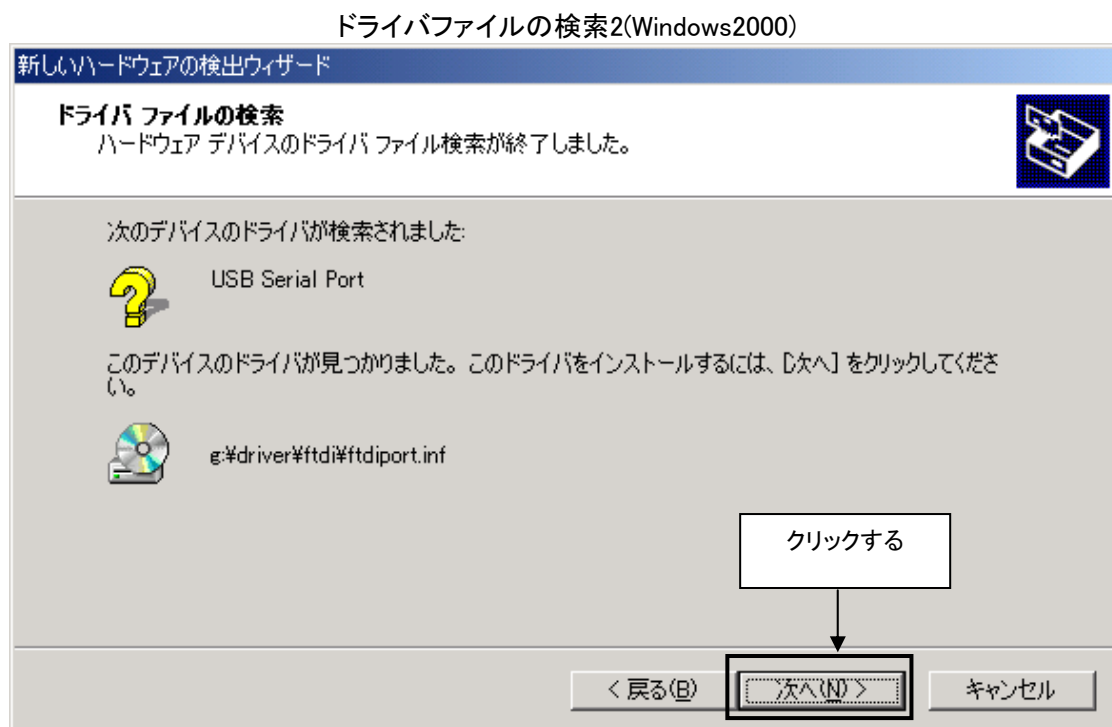 ドライバファイルの検索2(Windows2000)
新しいハードウェアの検出ウィザード
ドライバ ファイルの検索
ハードウェア デバイスのドライバ ファイル検索が終了しました。
次のデバイスのドライバが検索されました:
USB Serial Port
このデバイスのドライバが見つかりました。このドライバをインストールするには、[次へ] をクリックしてくださ
い。
g:¥driver¥ftdi¥ftdiport.inf
クリックする
< 戻る(B)
次へ(N) >
キャンセル